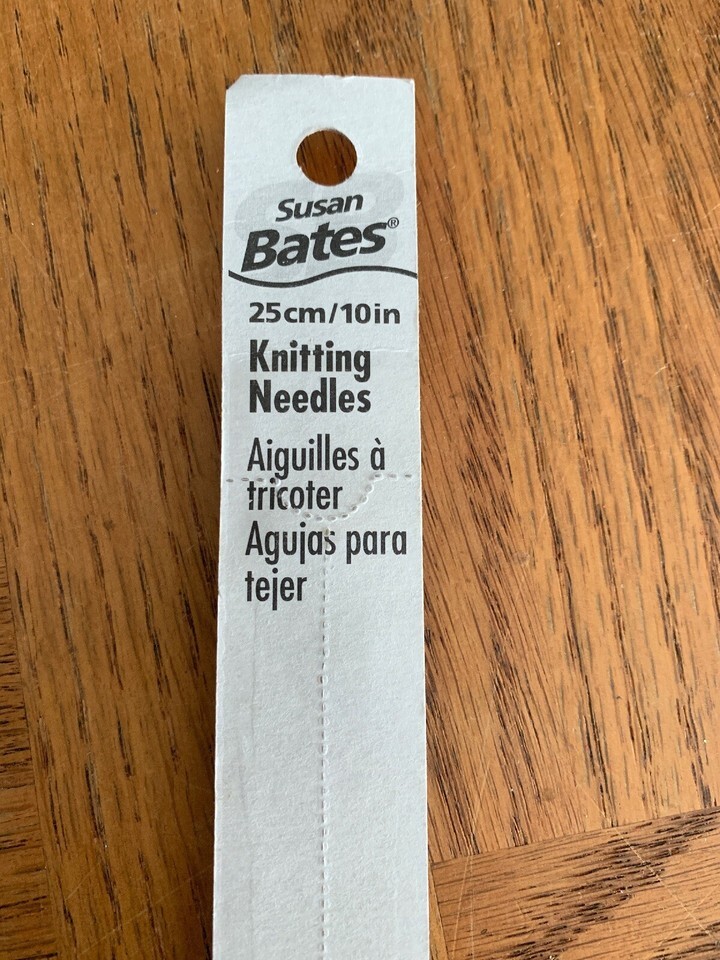 Susan
Bates®
25cm/10in
Knitting
Needles
Aiguilles à
tricoter
Agujas para
tejer